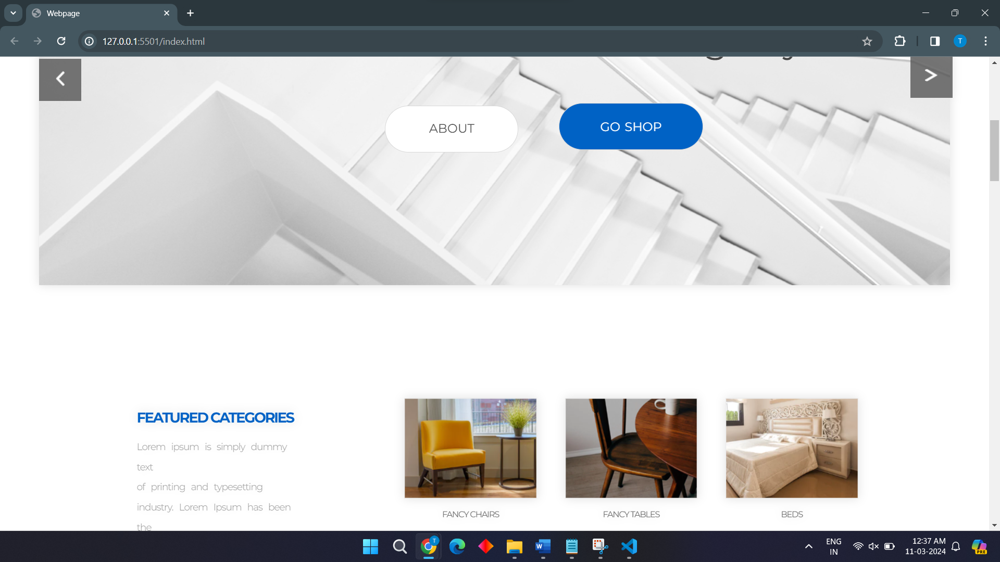 Webpage
127.0.0.1:5501/index.html
T
ABOUT
GO SHOP
FEATURED CATEGORIES
Lorem ipsum is simply dummy
text
of printing and typesetting
industry. Lorem Ipsum has been
the
FANCY CHAIRS
FANCY TABLES
BEDS
T
W
ENG
IN
12:37 AM
11-03-2024
PRE